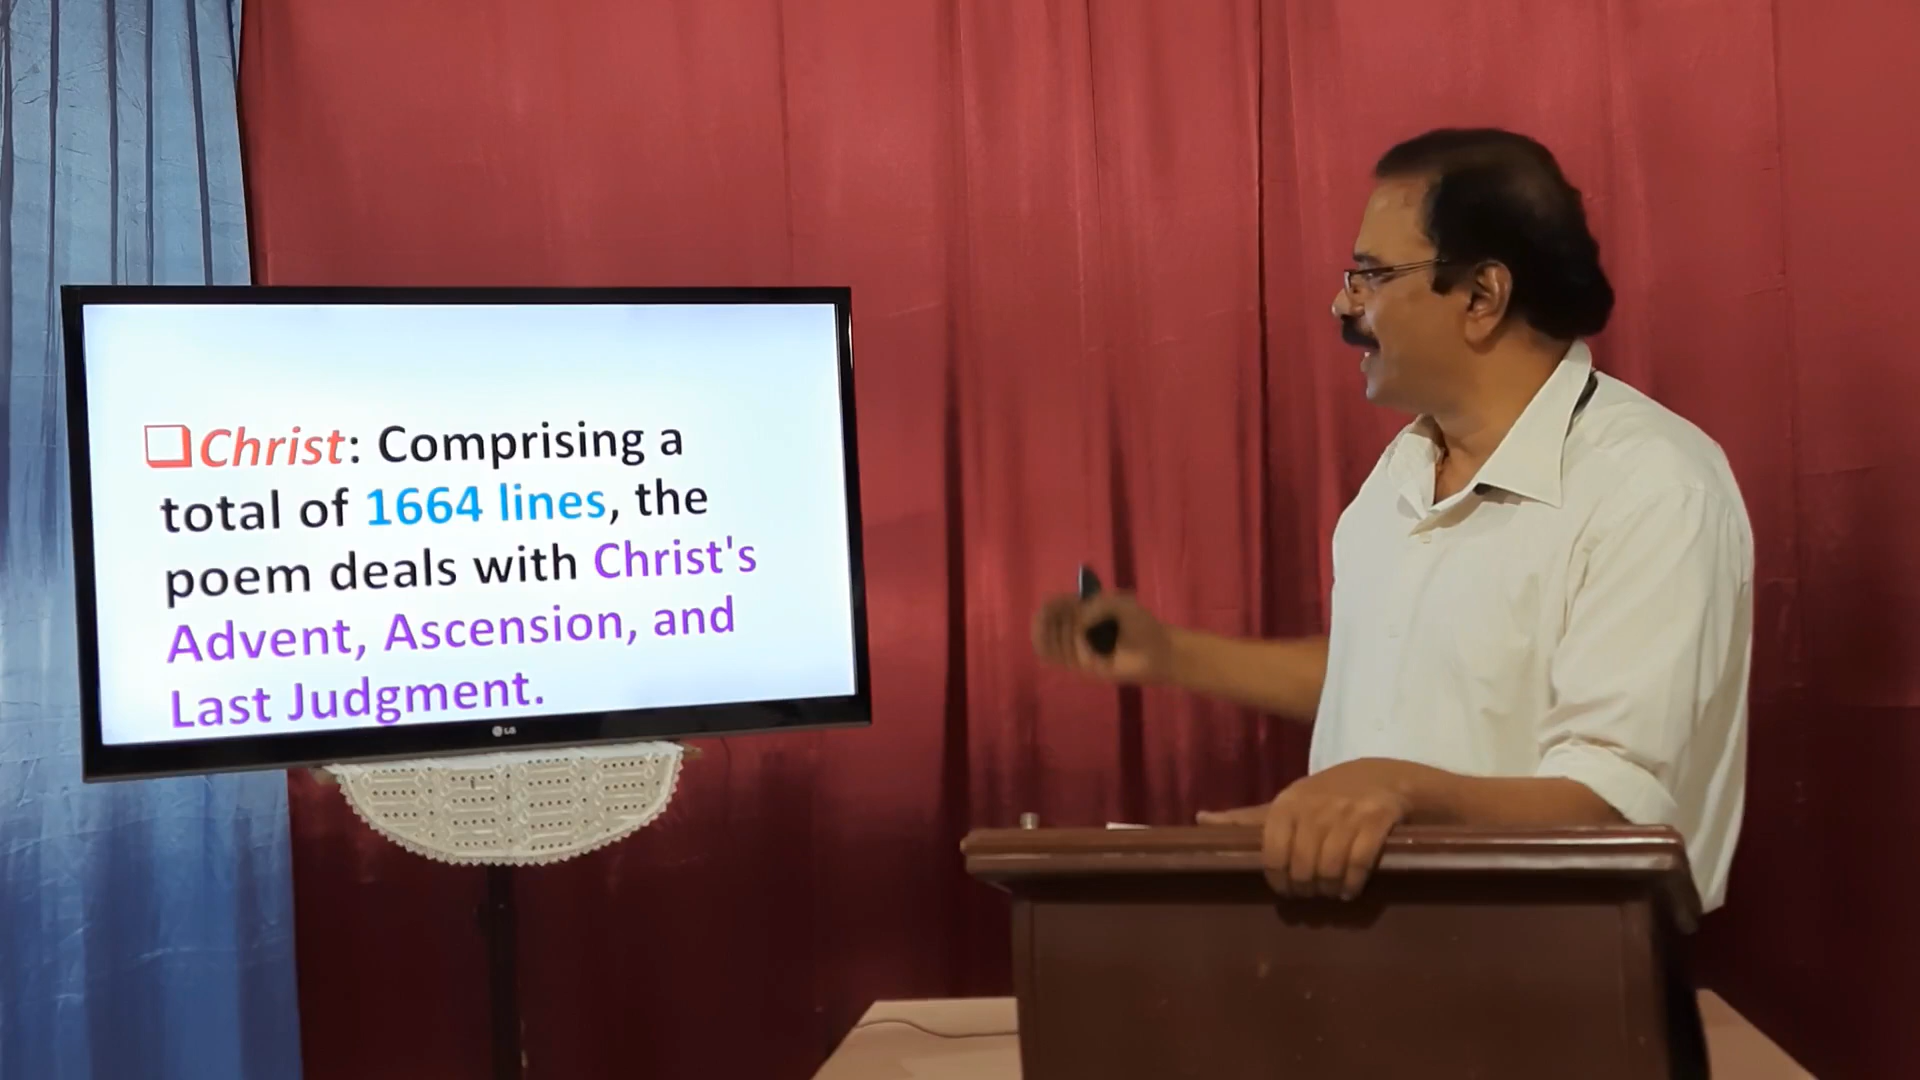 Christ: Comprising a
total of 1664 lines, the
poem deals with Christ's
Advent, Ascension, and
Last Judgment.
LG